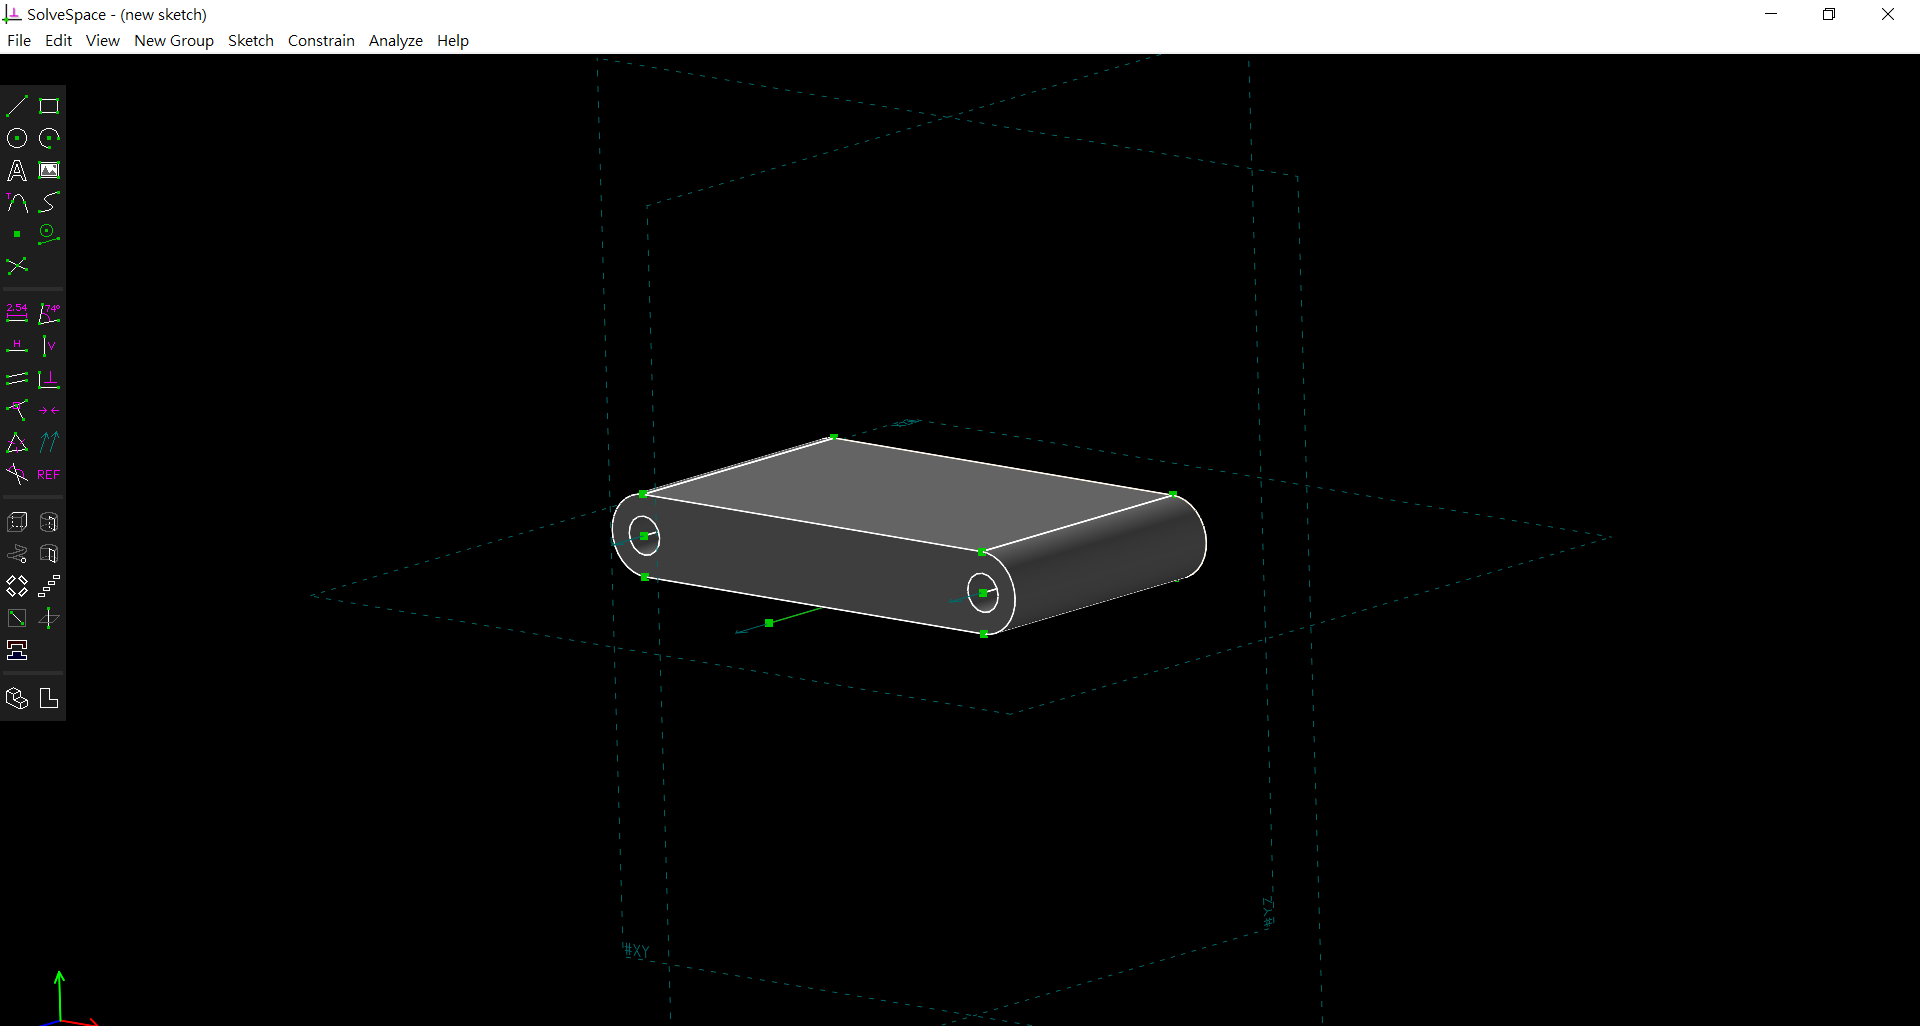 SolveSpace - (new sketch)
File Edit View New Group Sketch Constrain Analyze Help
A
T
2.54 74°
H V
REF
#YZ
#XY